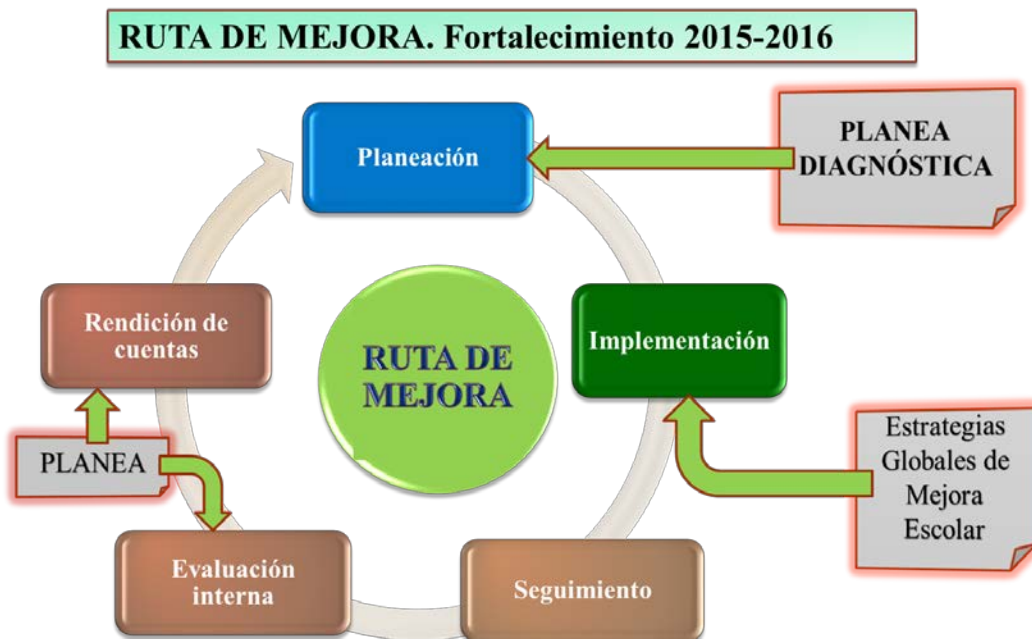 RUTA DE MEJORA. Fortalecimiento 2015-2016
Planeación
PLANEA
DIAGNÓSTICA
Rendición de
cuentas
RUTA DE
MEJORA
Implementación
PLANEA
Estrategias
Globales de
Mejora
Escolar
Evaluación
interna
Seguimiento